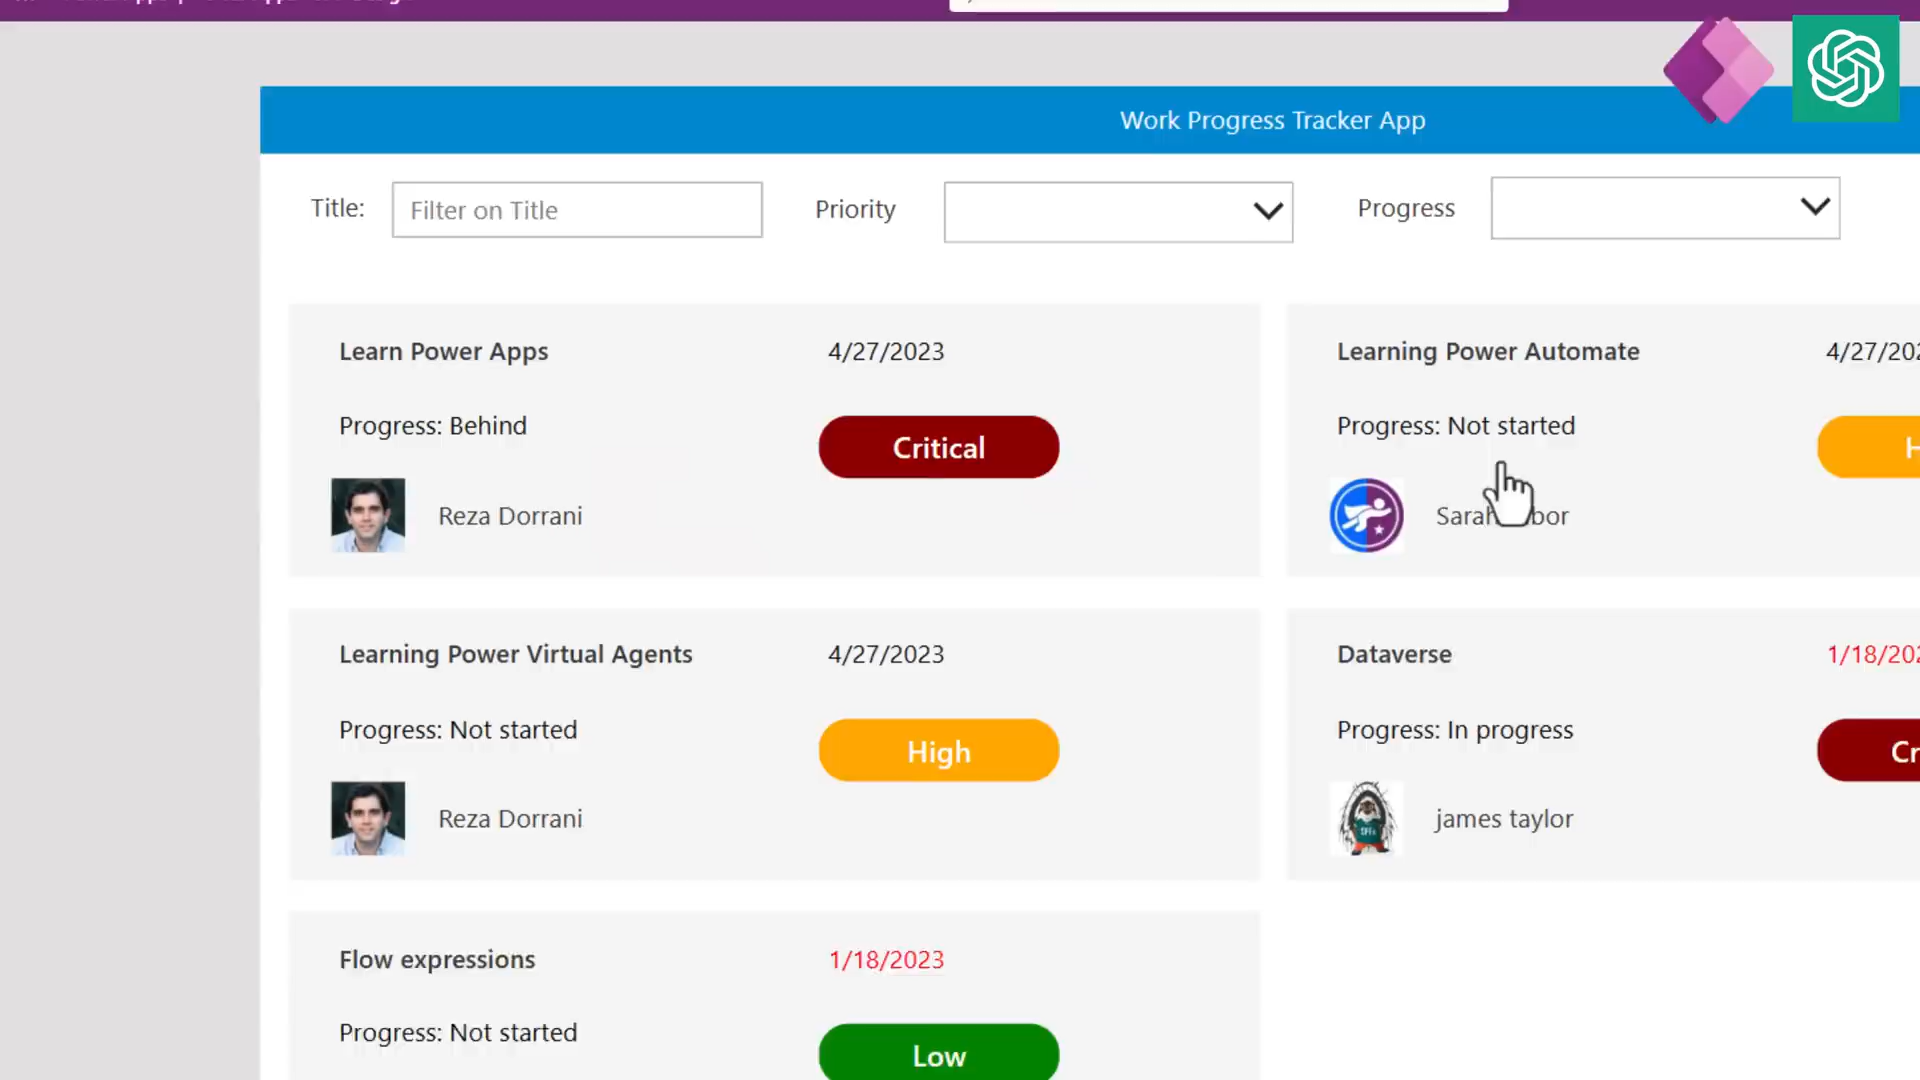 Work Progress Tracker App
Title: Filter on Title Priority Progress
Learn Power Apps 4/27/2023
Progress: Behind
Critical
Reza Dorrani
Learning Power Automate
Progress: Not started
Learning Power Virtual Agents 4/27/2023
Progress: Not started
High
Reza Dorrani
Dataverse
Progress: In progress
james taylor
Flow expressions 1/18/2023
Progress: Not started
Low